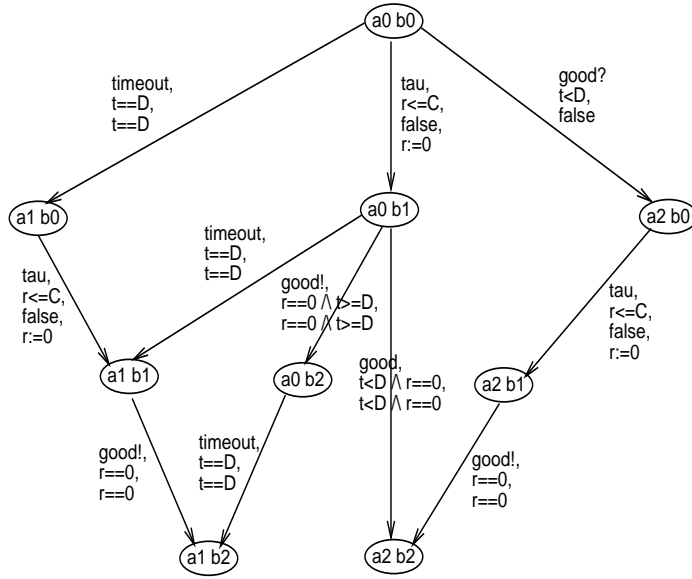 a0 b0
timeout,
t==D,
t==D
tau,
r<=C,
false,
r:=0
good?
t<D,
false
a1 b0
a0 b1
a2 b0
tau,
r<=C,
false,
r:=0
timeout,
t==D,
t==D
good!,
r==0 /\ t>=D,
r==0 /\ t>=D
tau,
r<=C,
false,
r:=0
a1 b1
a0 b2
good,
t<D /\ r==0,
t<D /\ r==0
a2 b1
good!,
r==0,
r==0
timeout,
t==D,
t==D
good!,
r==0,
r==0
a1 b2
a2 b2